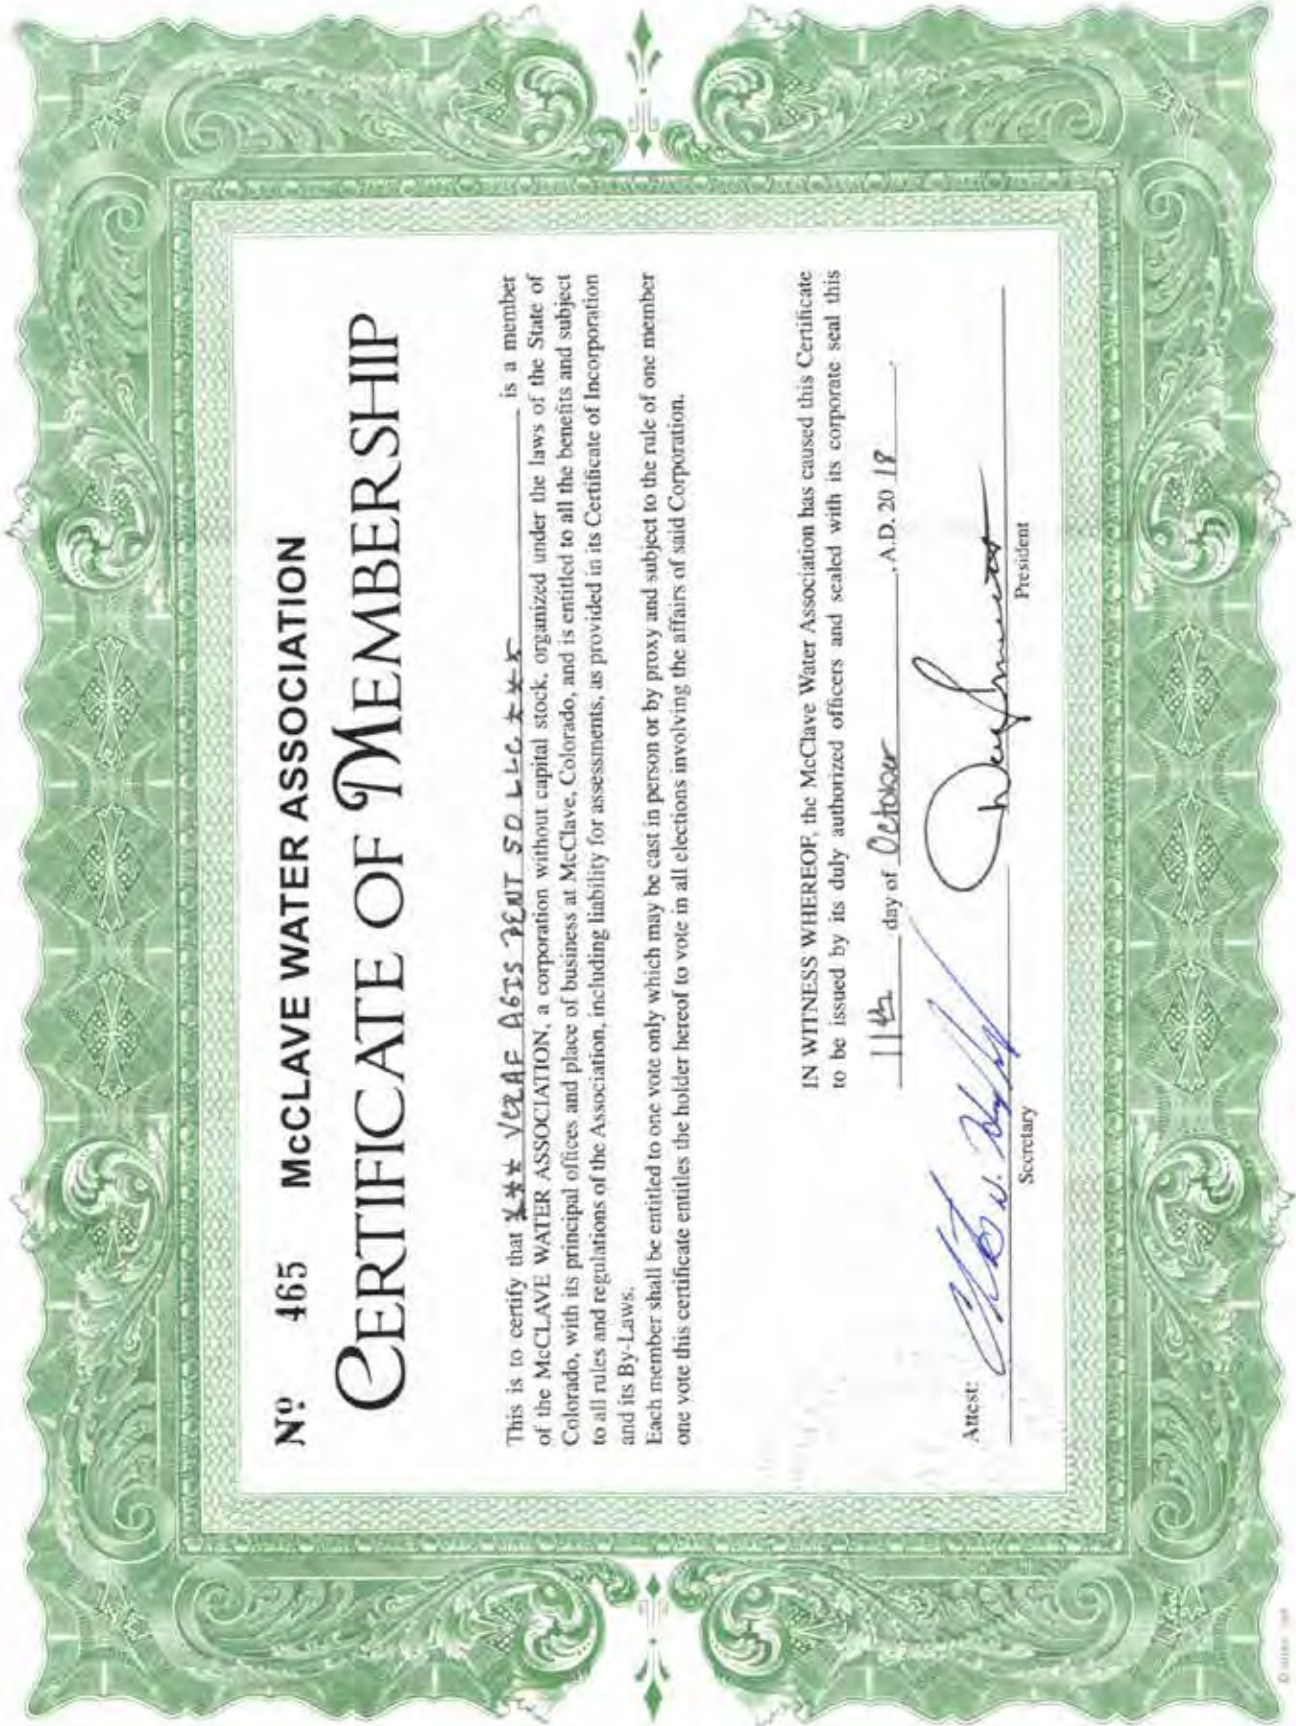 Nº 465 McCLAVE WATER ASSOCIATION
CERTIFICATE OF MEMBERSHIP
This is to certify that *** VERAF AGIS BENT 50 LLC *** is a member
of the McCLAVE WATER ASSOCIATION, a corporation without capital stock, organized under the laws of the State of
Colorado, with its principal offices and place of business at McClave, Colorado, and is entitled to all the benefits and subject
to all rules and regulations of the Association, including liability for assessments, as provided in its Certificate of Incorporation
and its By-Laws.
Each member shall be entitled to one vote only which may be cast in person or by proxy and subject to the rule of one member
one vote this certificate entitles the holder hereof to vote in all elections involving the affairs of said Corporation.
IN WITNESS WHEREOF, the McClave Water Association has caused this Certificate
to be issued by its duly authorized officers and sealed with its corporate seal this
11th day of October, A.D. 2018.
Attest:
Secretary
President